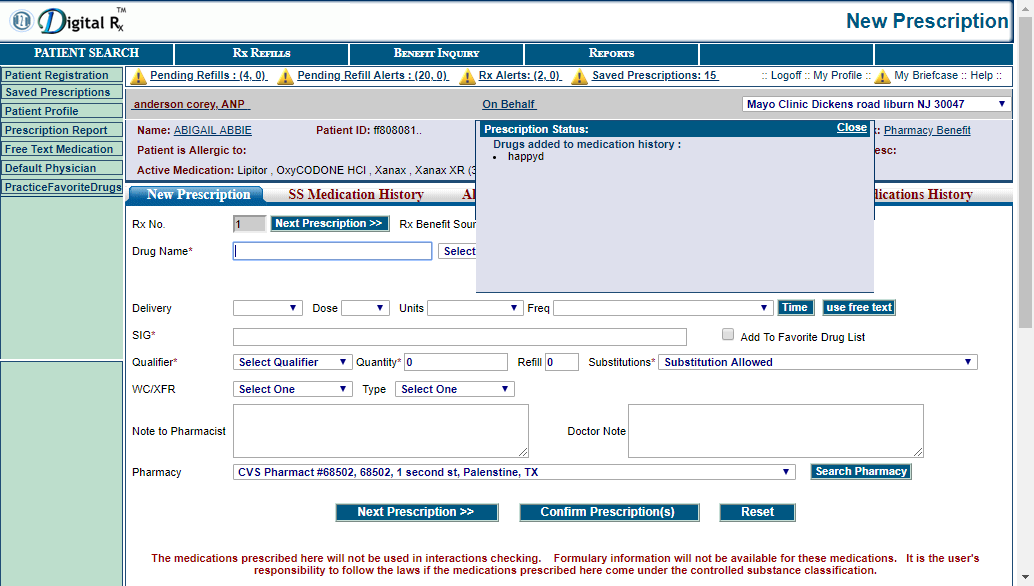 Digital Rx TM
New Prescription
PATIENT SEARCH RX REFILLS BENEFIT INQUIRY REPORTS
Patient Registration
Saved Prescriptions
Patient Profile
Prescription Report
Free Text Medication
Default Physician
PracticeFavoriteDrugs
Pending Refills : (4, 0) Pending Refill Alerts : (20, 0) Rx Alerts: (2, 0) Saved Prescriptions: 15 :: Logoff :: My Profile :: My Briefcase :: Help ::
anderson corey, ANP On Behalf Mayo Clinic Dickens road liburn NJ 30047
Name: ABIGAIL ABBIE Patient ID: ff808081.. Pharmacy Benefit
Patient is Allergic to: esc:
Active Medication: Lipitor , OxyCODONE HCl , Xanax , Xanax XR (3
Prescription Status: Close
Drugs added to medication history :
• happyd
New Prescription SS Medication History Al dications History
Rx No. 1 Next Prescription >> Rx Benefit Sour
Drug Name* Select
Delivery Dose Units Freq Time use free text
SIG* Add To Favorite Drug List
Qualifier* Select Qualifier Quantity* 0 Refill 0 Substitutions* Substitution Allowed
WC/XFR Select One Type Select One
Note to Pharmacist Doctor Note
Pharmacy CVS Pharmact #68502, 68502, 1 second st, Palenstine, TX Search Pharmacy
Next Prescription >> Confirm Prescription(s) Reset
The medications prescribed here will not be used in interactions checking. Formulary information will not be available for these medications. It is the user's
responsibility to follow the laws if the medications prescribed here come under the controlled substance classification.